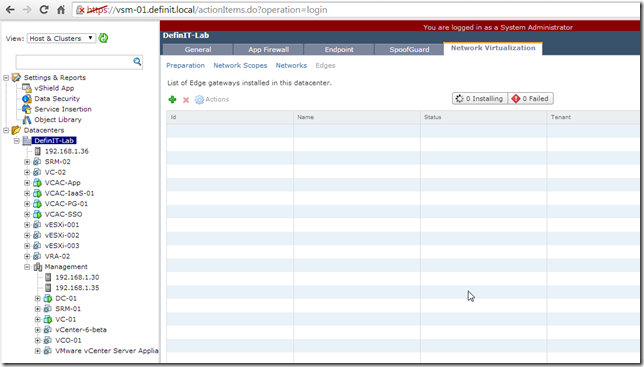 https://vsm-01.definit.local/actionItems.do?operation=login
You are logged in as a System Administrator
View: Host & Clusters
DefinIT-Lab
General App Firewall Endpoint SpoofGuard Network Virtualization
Preparation Network Scopes Networks Edges
List of Edge gateways installed in this datacenter.
Actions 0 Installing 0 Failed
Id Name Status Tenant
Settings & Reports
vShield App
Data Security
Service Insertion
Object Library
Datacenters
DefinIT-Lab
192.168.1.36
SRM-02
VC-02
VCAC-App
VCAC-IaaS-01
VCAC-PG-01
VCAC-SSO
vESXi-001
vESXi-002
vESXi-003
VRA-02
Management
192.168.1.30
192.168.1.35
DC-01
SRM-01
VC-01
vCenter-6-beta
VCO-01
VMware vCenter Server Applia